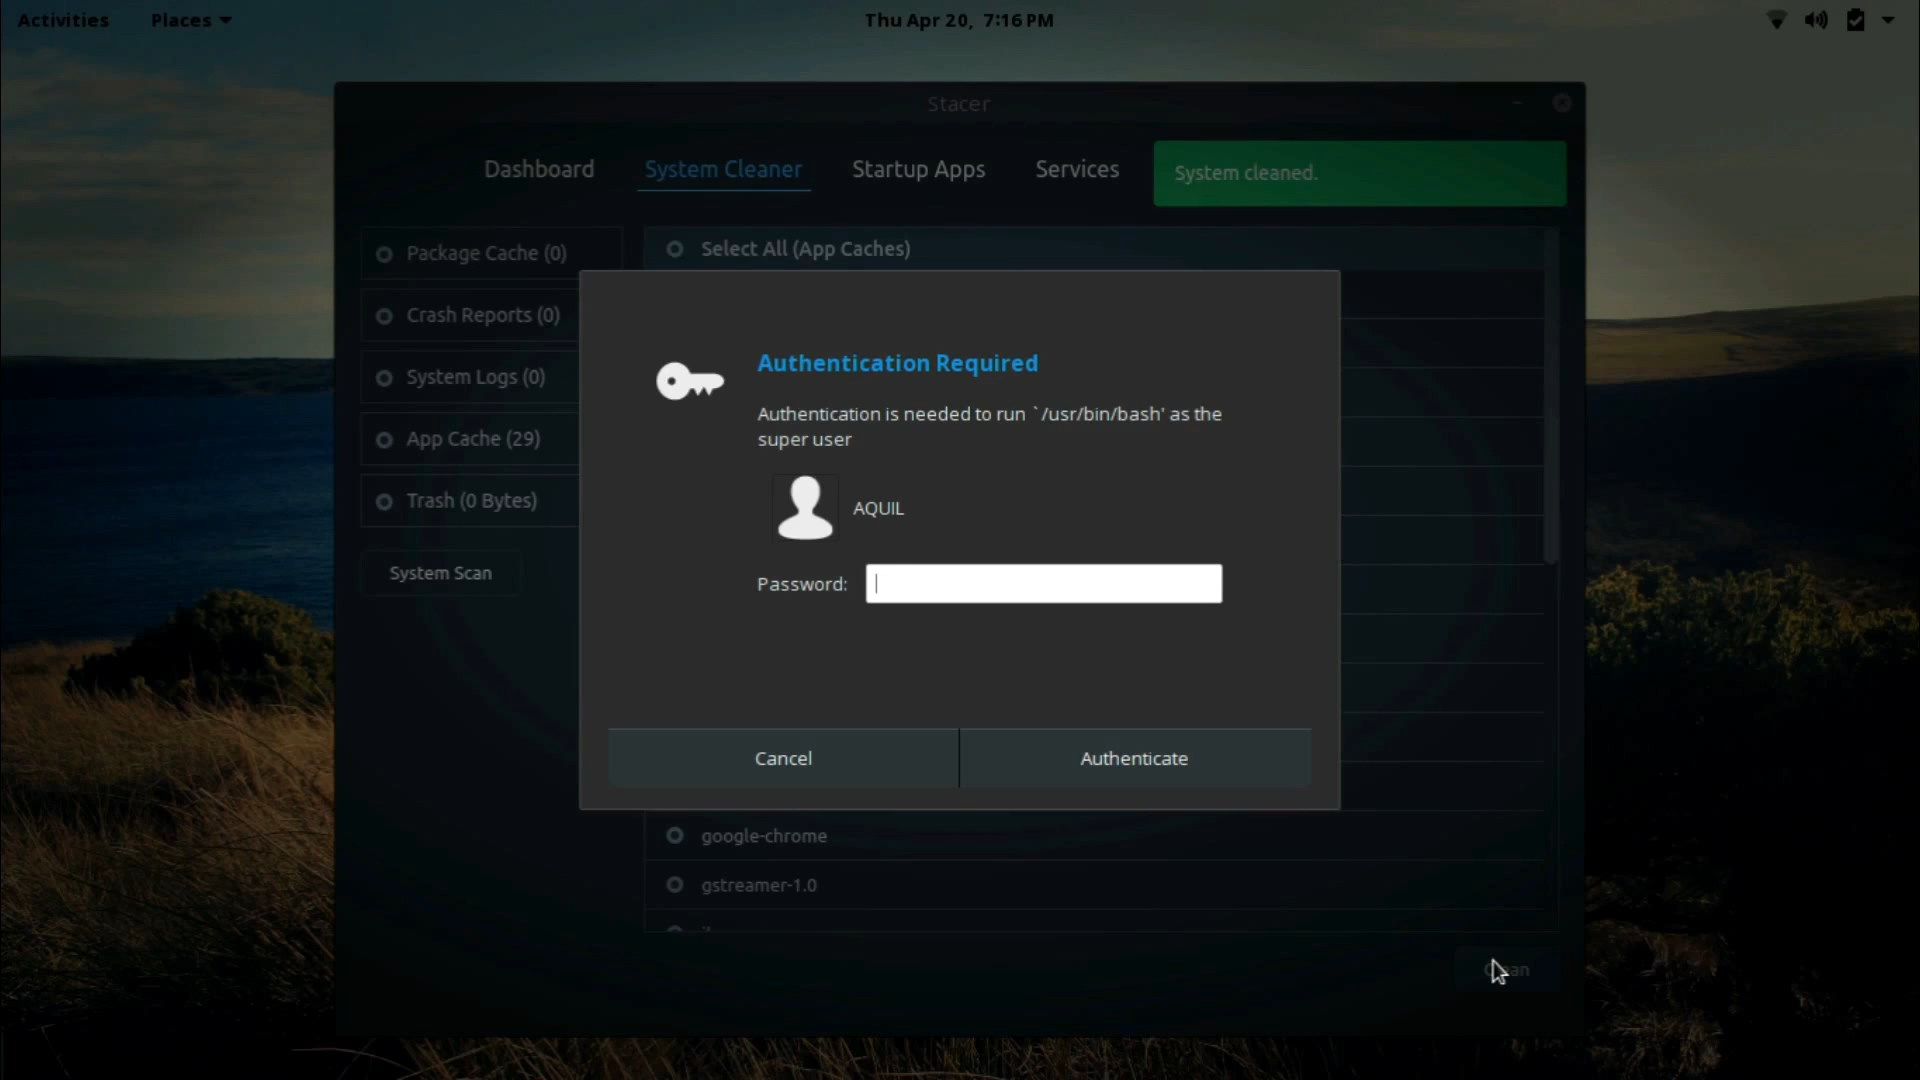 Activities
Places
Thu Apr 20, 7:16 PM
Stacer
Dashboard
System Cleaner
Startup Apps
Services
System cleaned.
Package Cache (0)
Crash Reports (0)
System Logs (0)
App Cache (29)
Trash (0 Bytes)
System Scan
Select All (App Caches)
Authentication Required
Authentication is needed to run `/usr/bin/bash' as the
super user
AQUIL
Password:
Cancel
Authenticate
google-chrome
gstreamer-1.0